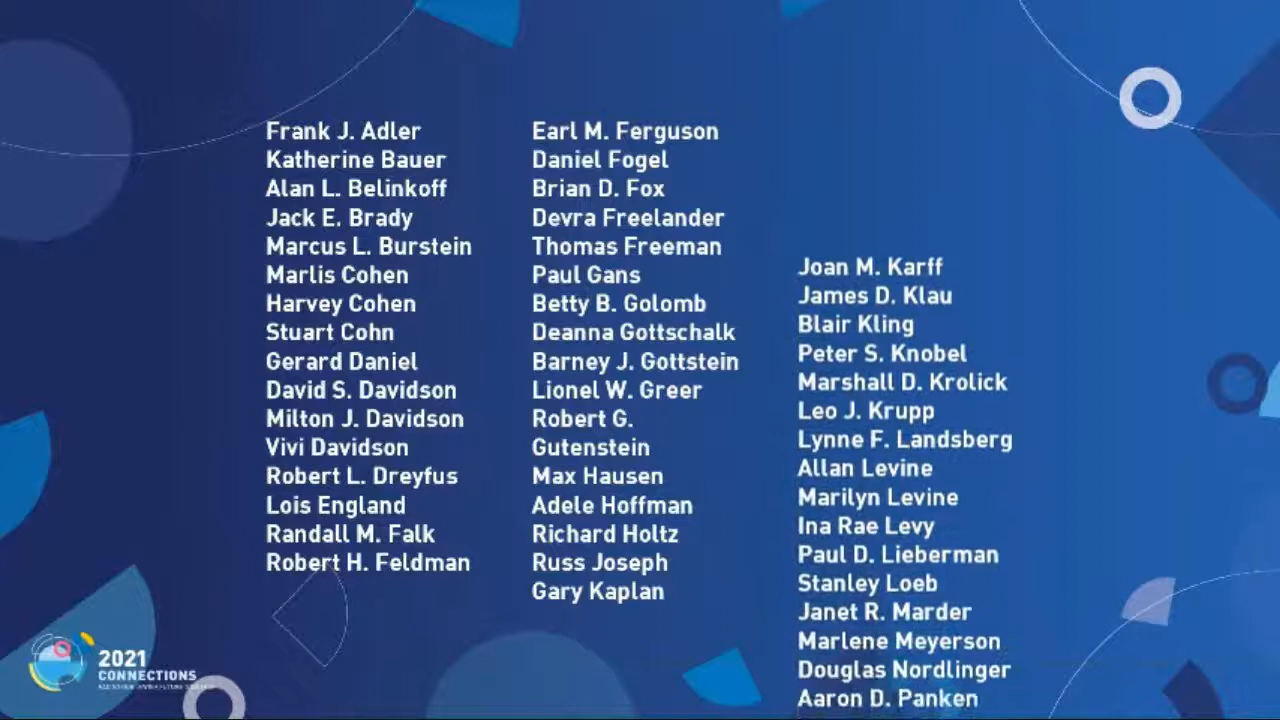 Frank J. Adler
Katherine Bauer
Alan L. Belinkoff
Jack E. Brady
Marcus L. Burstein
Marlis Cohen
Harvey Cohen
Stuart Cohn
Gerard Daniel
David S. Davidson
Milton J. Davidson
Vivi Davidson
Robert L. Dreyfus
Lois England
Randall M. Falk
Robert H. Feldman
Earl M. Ferguson
Daniel Fogel
Brian D. Fox
Devra Freelander
Thomas Freeman
Paul Gans
Betty B. Golomb
Deanna Gottschalk
Barney J. Gottstein
Lionel W. Greer
Robert G.
Gutenstein
Max Hausen
Adele Hoffman
Richard Holtz
Russ Joseph
Gary Kaplan
Joan M. Karff
James D. Klau
Blair Kling
Peter S. Knobel
Marshall D. Krolick
Leo J. Krupp
Lynne F. Landsberg
Allan Levine
Marilyn Levine
Ina Rae Levy
Paul D. Lieberman
Stanley Loeb
Janet R. Marder
Marlene Meyerson
Douglas Nordlinger
Aaron D. Panken
2021
CONNECTIONS